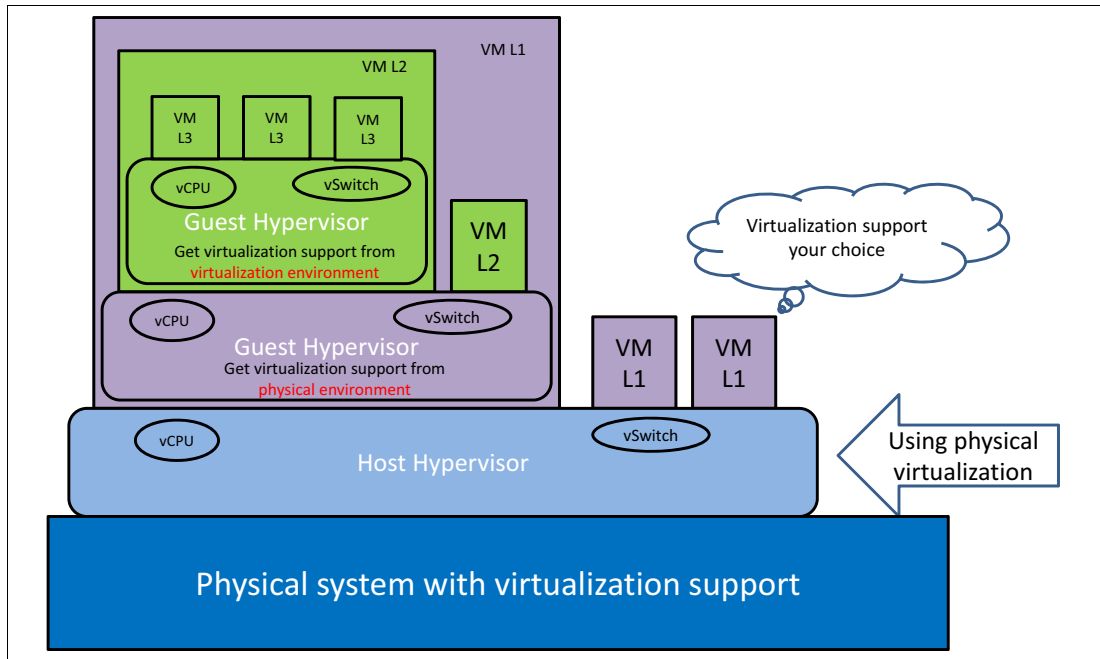 VM L1
VM L2
VM
L3
VM
L3
VM
L3
vCPU
vSwitch
Guest Hypervisor
Get virtualization support from
virtualization environment
VM
L2
vCPU
vSwitch
Guest Hypervisor
Get virtualization support from
physical environment
Virtualization support
your choice
VM
L1
VM
L1
vCPU
vSwitch
Host Hypervisor
Using physical
virtualization
Physical system with virtualization support